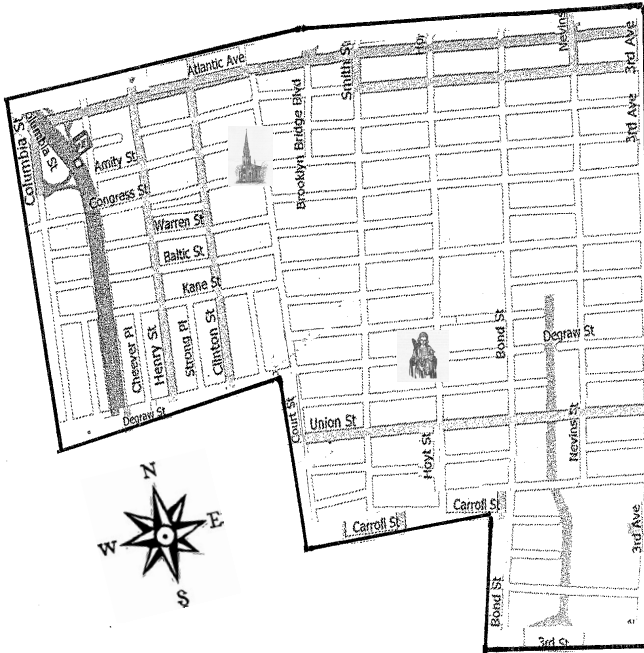 Atlantic Ave
Smith St
Nevins
3rd Ave
Brooklyn Bridge Blvd
3rd Ave
Columbia St
Amity St
Congress St
Warren St
Baltic St
Kane St
Cheever Pl
Henry St
Strong Pl
Clinton St
Bond St
Degraw St
Degraw St
Court St
Union St
Hoyt St
Nevins St
Carroll St
Carroll St
3rd Ave
Bond St
3rd St
N
E
W
S